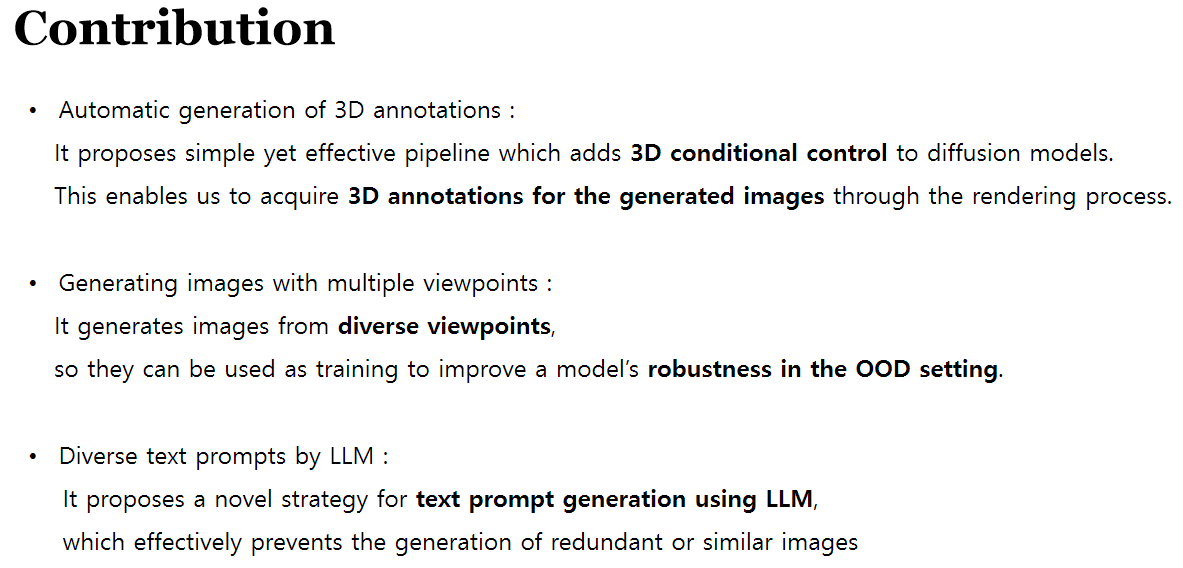 Contribution
• Automatic generation of 3D annotations :
It proposes simple yet effective pipeline which adds 3D conditional control to diffusion models.
This enables us to acquire 3D annotations for the generated images through the rendering process.
• Generating images with multiple viewpoints :
It generates images from diverse viewpoints,
so they can be used as training to improve a model’s robustness in the OOD setting.
• Diverse text prompts by LLM :
It proposes a novel strategy for text prompt generation using LLM,
which effectively prevents the generation of redundant or similar images